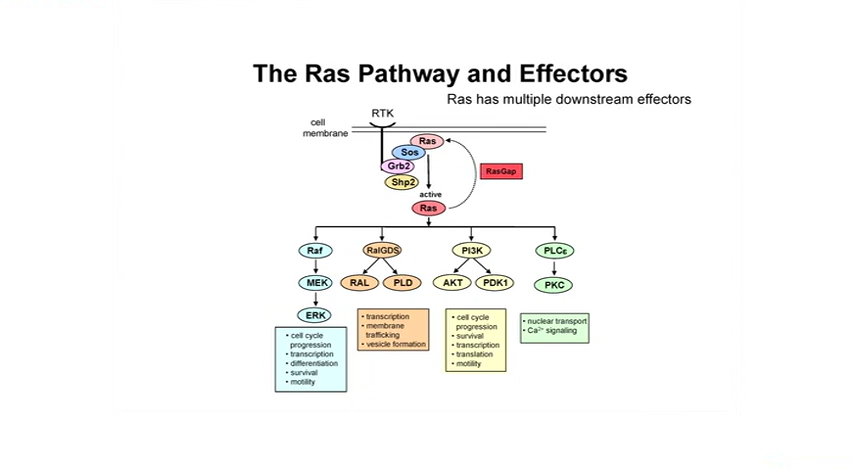 The Ras Pathway and Effectors
Ras has multiple downstream effectors
RTK
cell
membrane
Ras
Sos
Grb2
Shp2
RasGap
active
Ras
Raf
RalGDS
PI3K
PLCε
MEK
RAL
PLD
AKT
PDK1
PKC
ERK
• cell cycle
progression
• transcription
• differentiation
• survival
• motility
• transcription
• membrane
trafficking
• vesicle formation
• cell cycle
progression
• survival
• transcription
• translation
• motility
• nuclear transport
• Ca²⁺ signaling